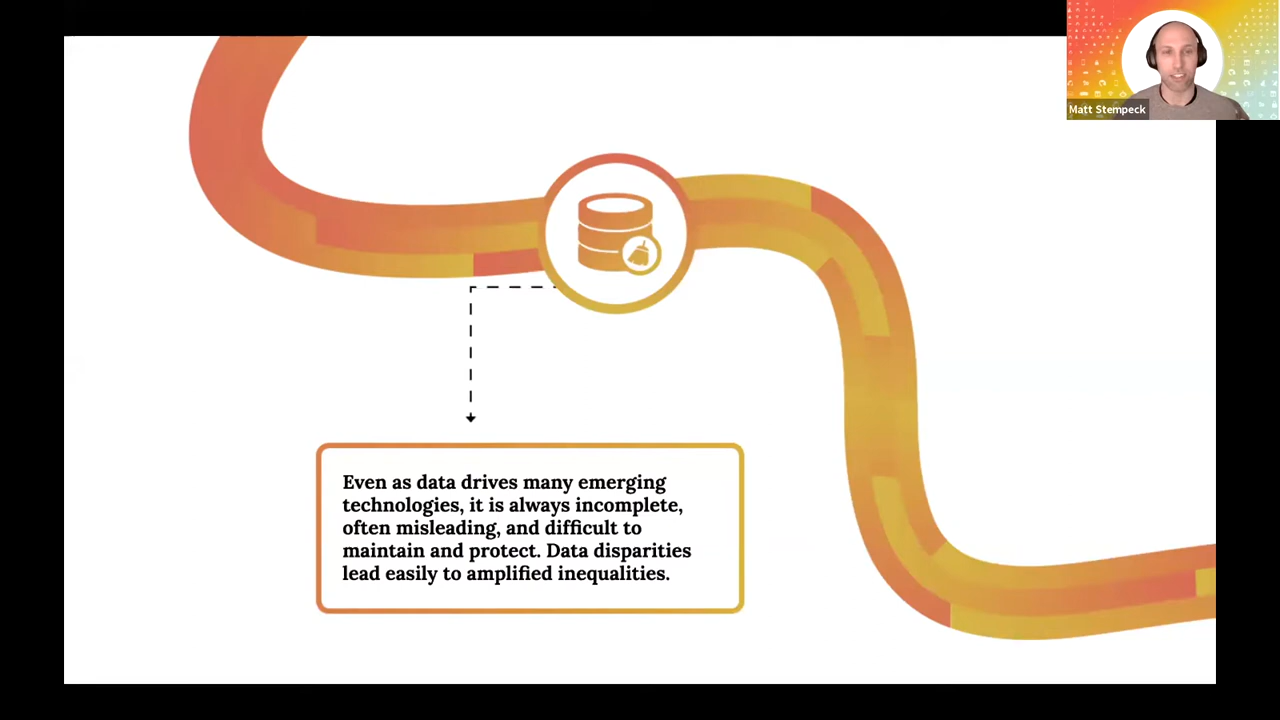 Matt Stempeck
Even as data drives many emerging
technologies, it is always incomplete,
often misleading, and difficult to
maintain and protect. Data disparities
lead easily to amplified inequalities.